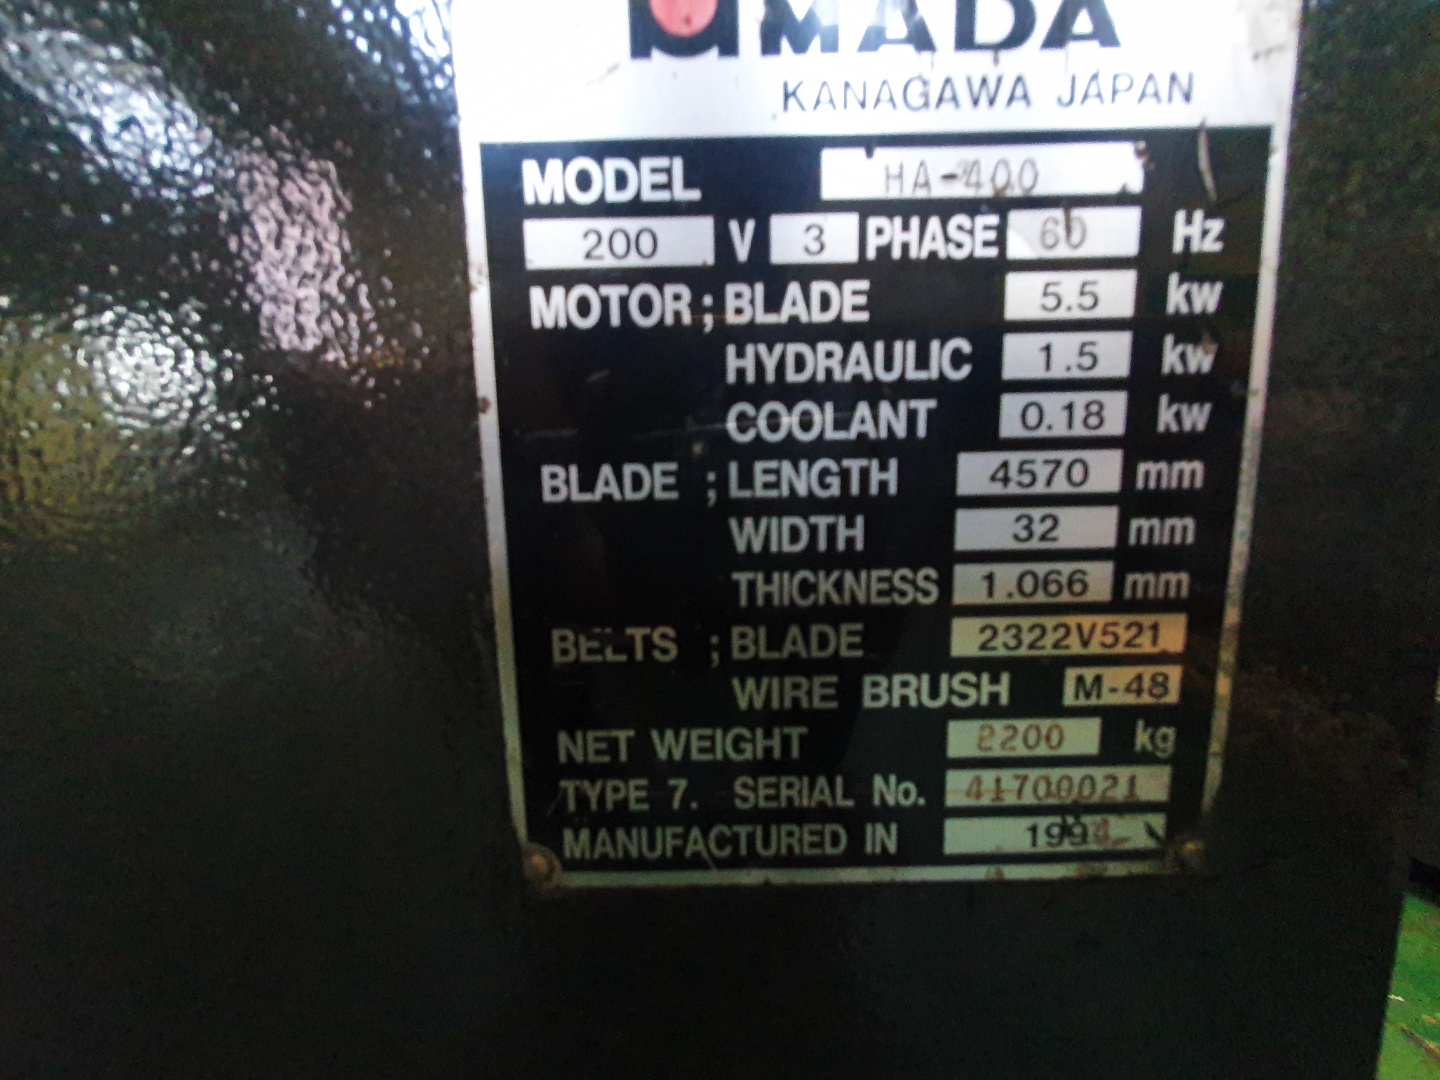 AMADA
KANAGAWA JAPAN
MODEL HA-400
200 V 3 PHASE 60 Hz
MOTOR ; BLADE 5.5 kw
HYDRAULIC 1.5 kw
COOLANT 0.18 kw
BLADE ; LENGTH 4570 mm
WIDTH 32 mm
THICKNESS 1.066 mm
BELTS ; BLADE 2322V521
WIRE BRUSH M-48
NET WEIGHT 2200 kg
TYPE 7. SERIAL No. 41700021
MANUFACTURED IN 1994